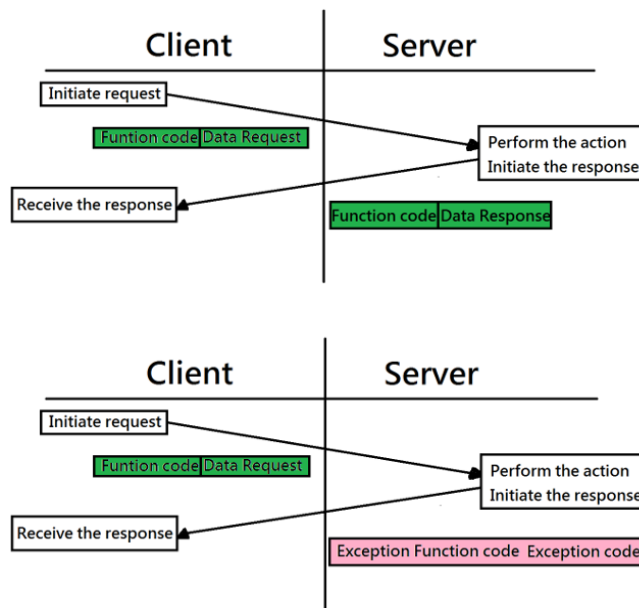 Client
Server
Initiate request
Funtion code Data Request
Perform the action
Initiate the response
Receive the response
Function code Data Response
Client
Server
Initiate request
Funtion code Data Request
Perform the action
Initiate the response
Receive the response
Exception Function code Exception code